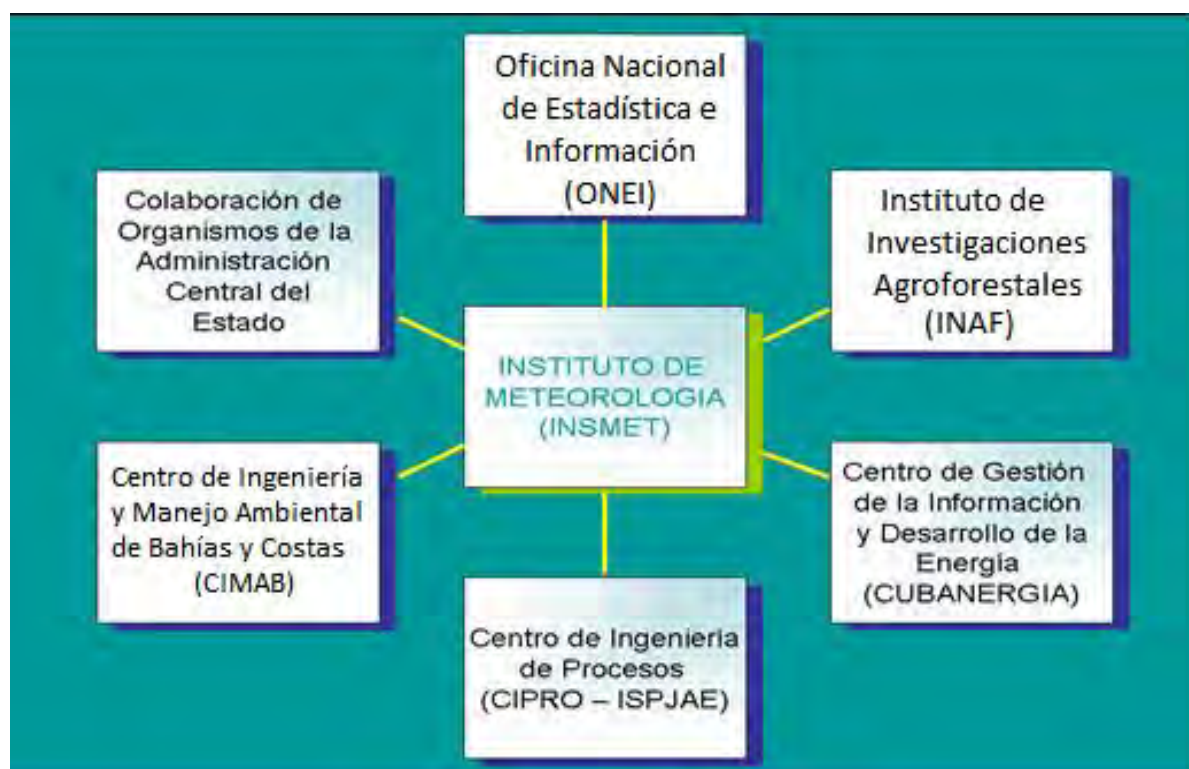 Oficina Nacional
de Estadística e
Información
(ONEI)
Colaboración de
Organismos de la
Administración
Central del
Estado
Instituto de
Investigaciones
Agroforestales
(INAF)
INSTITUTO DE
METEOROLOGIA
(INSMET)
Centro de Ingeniería
y Manejo Ambiental
de Bahías y Costas
(CIMAB)
Centro de Gestión
de la Información
y Desarrollo de la
Energía
(CUBANERGIA)
Centro de Ingeniería
de Procesos
(CIPRO – ISPJAE)